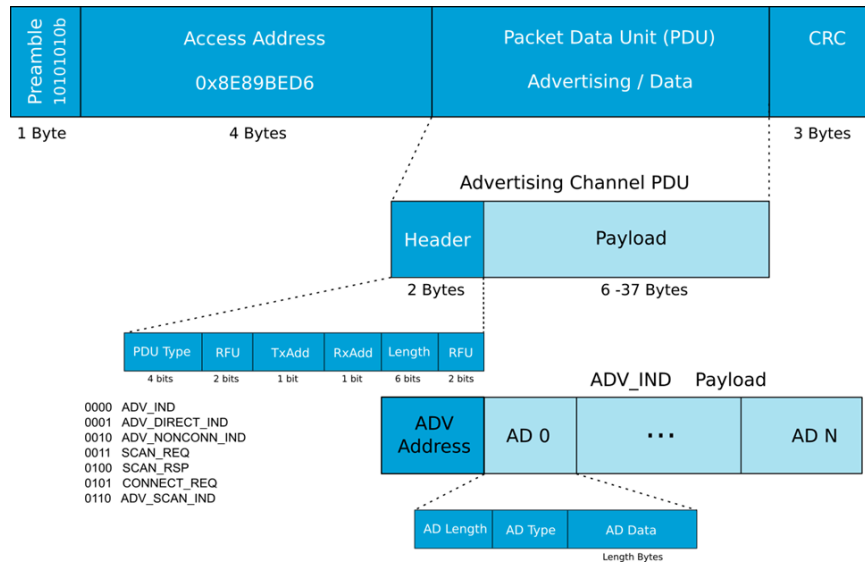 Preamble
10101010b
Access Address
0x8E89BED6
Packet Data Unit (PDU)
Advertising / Data
CRC
1 Byte
4 Bytes
3 Bytes
Advertising Channel PDU
Header
Payload
2 Bytes
6 -37 Bytes
PDU Type
RFU
TxAdd
RxAdd
Length
RFU
4 bits
2 bits
1 bit
1 bit
6 bits
2 bits
0000 ADV_IND
0001 ADV_DIRECT_IND
0010 ADV_NONCONN_IND
0011 SCAN_REQ
0100 SCAN_RSP
0101 CONNECT_REQ
0110 ADV_SCAN_IND
ADV_IND Payload
ADV
Address
AD 0
...
AD N
AD Length
AD Type
AD Data
Length Bytes